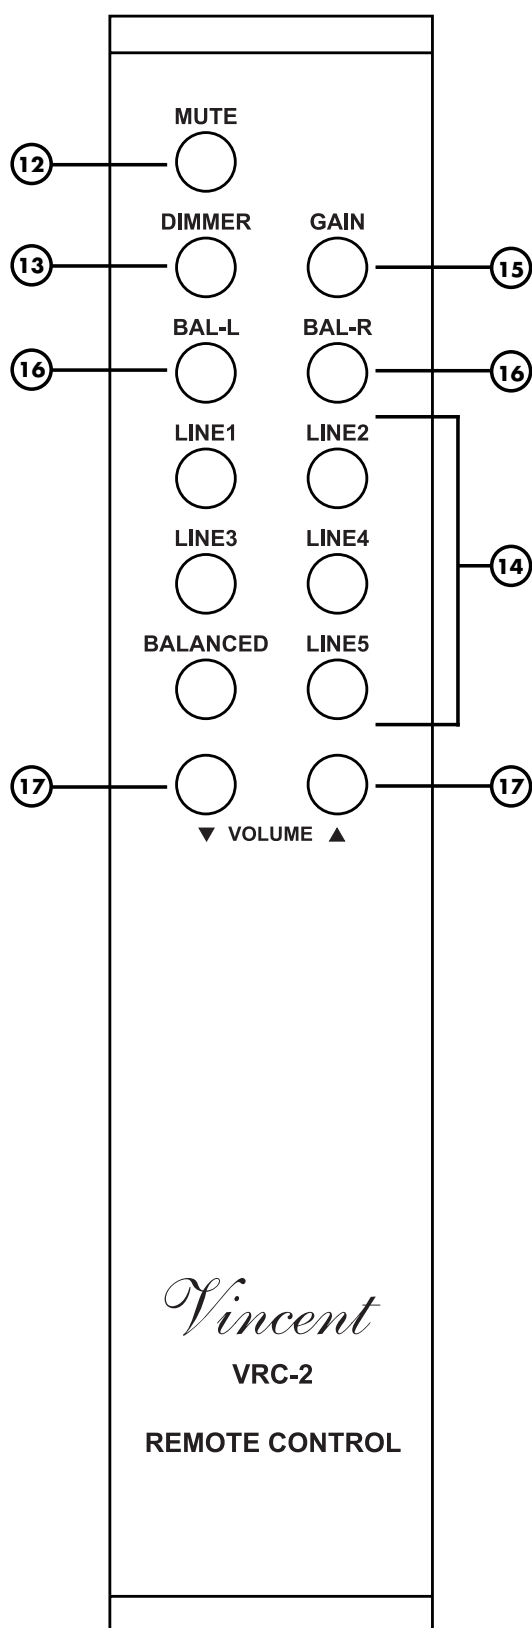 MUTE
12
DIMMER GAIN
13 15
BAL-L BAL-R
16 16
LINE1 LINE2
LINE3 LINE4
14
BALANCED LINE5
17 17
▼ VOLUME ▲
Vincent
VRC-2
REMOTE CONTROL